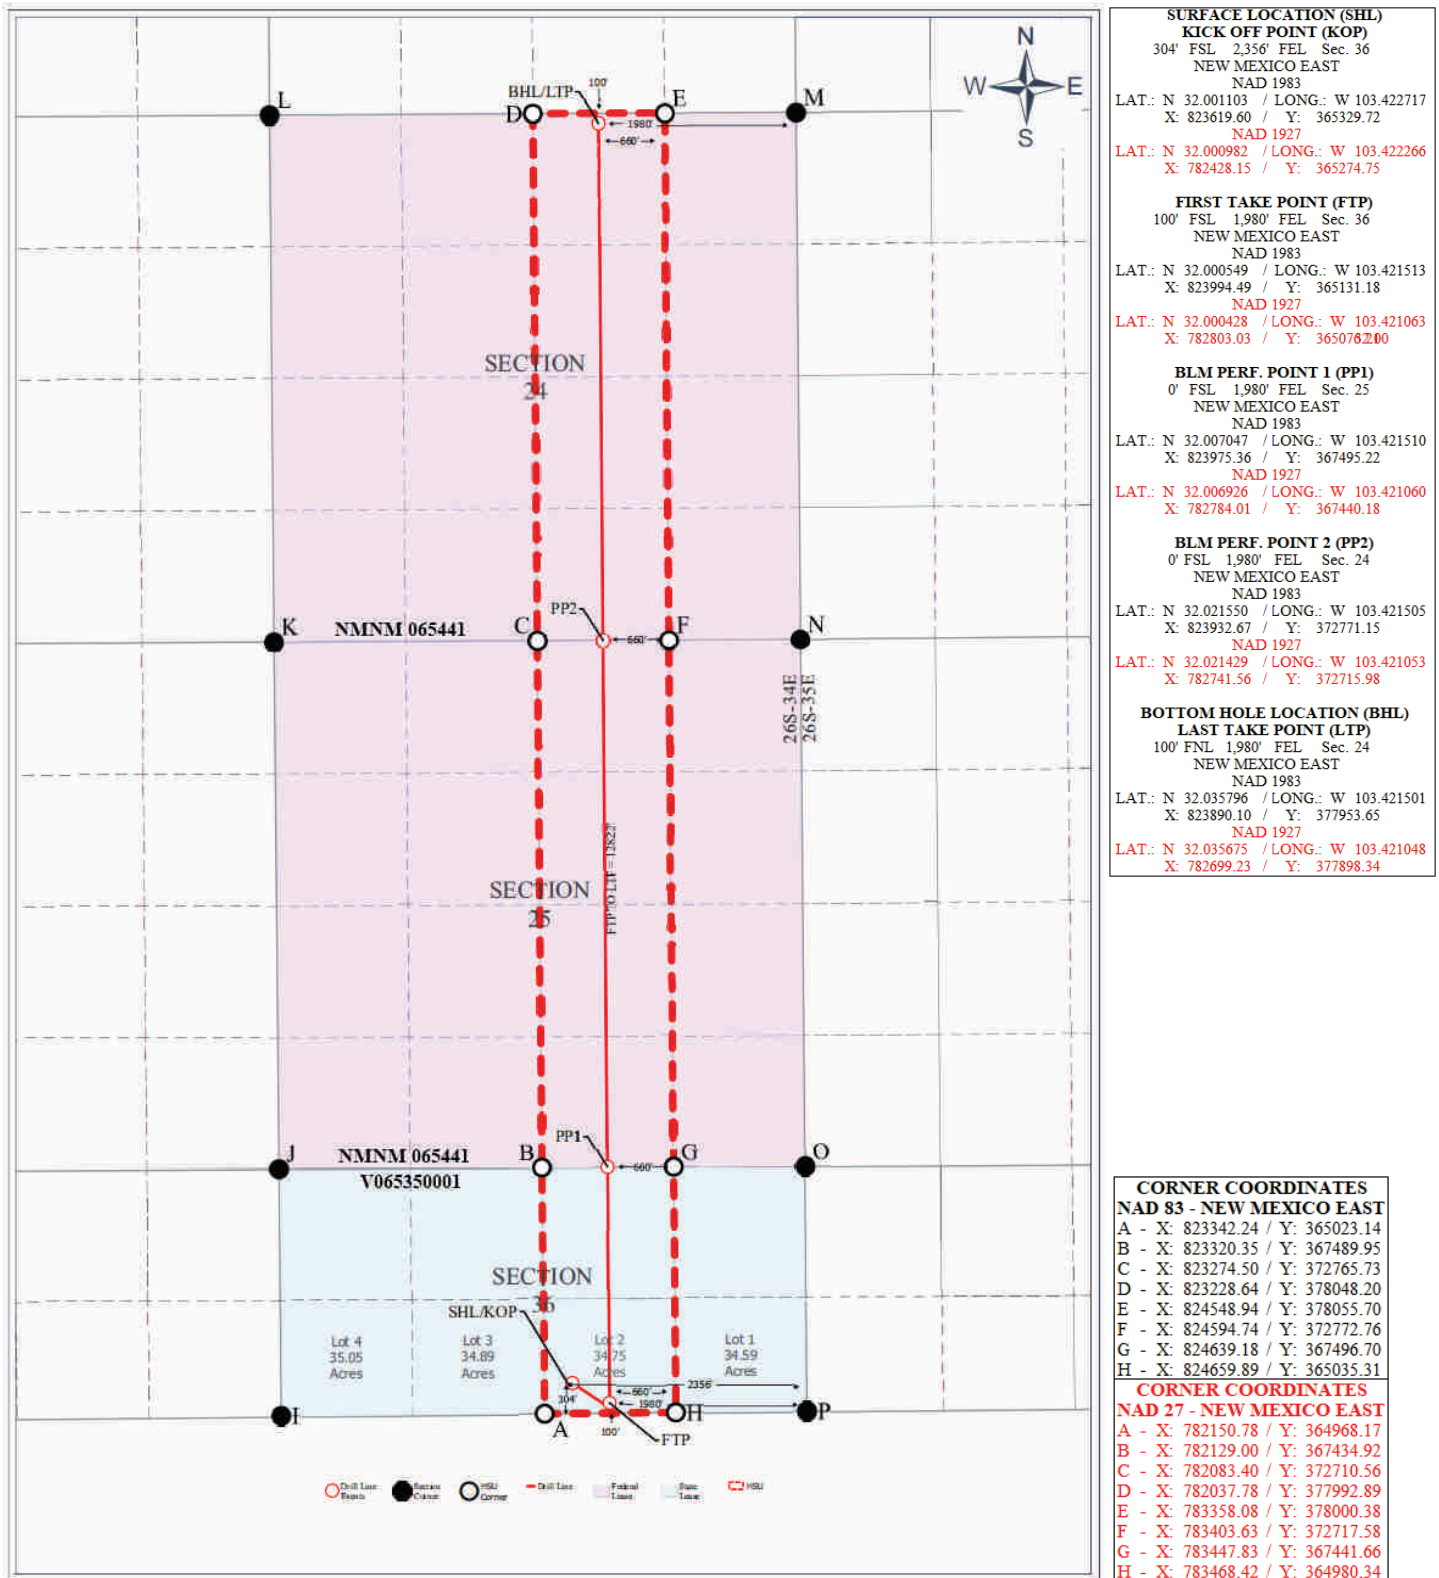 N
W E
S
L
BHL/LTP
100'
D
E
M
1980'
660'
SECTION
24
K
NMNM 065441
C
PP2
660'
F
N
26S-34E
26S-35E
FTP TO LTP = 12822'
SECTION
25
J
NMNM 065441
V065350001
B
PP1
660'
G
O
SECTION
36
SHL/KOP
Lot 4
35.05
Acres
Lot 3
34.89
Acres
Lot 2
34.75
Acres
Lot 1
34.59
Acres
2356'
304'
660'
1980'
I
A
100'
FTP
H
P
Drill Line
Events
Section
Corner
HSU
Corner
Drill Line
Federal
Lease
State
Lease
HSU
SURFACE LOCATION (SHL)
KICK OFF POINT (KOP)
304' FSL 2,356' FEL Sec. 36
NEW MEXICO EAST
NAD 1983
LAT.: N 32.001103 / LONG.: W 103.422717
X: 823619.60 / Y: 365329.72
NAD 1927
LAT.: N 32.000982 / LONG.: W 103.422266
X: 782428.15 / Y: 365274.75
FIRST TAKE POINT (FTP)
100' FSL 1,980' FEL Sec. 36
NEW MEXICO EAST
NAD 1983
LAT.: N 32.000549 / LONG.: W 103.421513
X: 823994.49 / Y: 365131.18
NAD 1927
LAT.: N 32.000428 / LONG.: W 103.421063
X: 782803.03 / Y:
BLM PERF. POINT 1 (PP1)
0' FSL 1,980' FEL Sec. 25
NEW MEXICO EAST
NAD 1983
LAT.: N 32.007047 / LONG.: W 103.421510
X: 823975.36 / Y: 367495.22
NAD 1927
LAT.: N 32.006926 / LONG.: W 103.421060
X: 782784.01 / Y: 367440.18
BLM PERF. POINT 2 (PP2)
0' FSL 1,980' FEL Sec. 24
NEW MEXICO EAST
NAD 1983
LAT.: N 32.021550 / LONG.: W 103.421505
X: 823932.67 / Y: 372771.15
NAD 1927
LAT.: N 32.021429 / LONG.: W 103.421053
X: 782741.56 / Y: 372715.98
BOTTOM HOLE LOCATION (BHL)
LAST TAKE POINT (LTP)
100' FNL 1,980' FEL Sec. 24
NEW MEXICO EAST
NAD 1983
LAT.: N 32.035796 / LONG.: W 103.421501
X: 823890.10 / Y: 377953.65
NAD 1927
LAT.: N 32.035675 / LONG.: W 103.421048
X: 782699.23 / Y: 377898.34
CORNER COORDINATES
NAD 83 - NEW MEXICO EAST
A - X: 823342.24 / Y: 365023.14
B - X: 823320.35 / Y: 367489.95
C - X: 823274.50 / Y: 372765.73
D - X: 823228.64 / Y: 378048.20
E - X: 824548.94 / Y: 378055.70
F - X: 824594.74 / Y: 372772.76
G - X: 824639.18 / Y: 367496.70
H - X: 824659.89 / Y: 365035.31
CORNER COORDINATES
NAD 27 - NEW MEXICO EAST
A - X: 782150.78 / Y: 364968.17
B - X: 782129.00 / Y: 367434.92
C - X: 782083.40 / Y: 372710.56
D - X: 782037.78 / Y: 377992.89
E - X: 783358.08 / Y: 378000.38
F - X: 783403.63 / Y: 372717.58
G - X: 783447.83 / Y: 367441.66
H - X: 783468.42 / Y: 364980.34